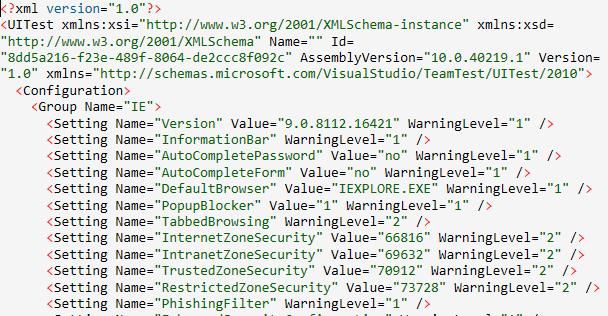 <?xml version="1.0"?>
<UITest xmlns:xsi="http://www.w3.org/2001/XMLSchema-instance" xmlns:xsd=
"http://www.w3.org/2001/XMLSchema" Name="" Id=
"8dd5a216-f23e-489f-8064-de2ccc8f092c" AssemblyVersion="10.0.40219.1" Version=
"1.0" xmlns="http://schemas.microsoft.com/VisualStudio/TeamTest/UITest/2010">
  <Configuration>
    <Group Name="IE">
      <Setting Name="Version" Value="9.0.8112.16421" WarningLevel="1" />
      <Setting Name="InformationBar" WarningLevel="1" />
      <Setting Name="AutoCompletePassword" Value="no" WarningLevel="1" />
      <Setting Name="AutoCompleteForm" Value="no" WarningLevel="1" />
      <Setting Name="DefaultBrowser" Value="IEXPLORE.EXE" WarningLevel="1" />
      <Setting Name="PopupBlocker" Value="1" WarningLevel="1" />
      <Setting Name="TabbedBrowsing" WarningLevel="2" />
      <Setting Name="InternetZoneSecurity" Value="66816" WarningLevel="2" />
      <Setting Name="IntranetZoneSecurity" Value="69632" WarningLevel="2" />
      <Setting Name="TrustedZoneSecurity" Value="70912" WarningLevel="2" />
      <Setting Name="RestrictedZoneSecurity" Value="73728" WarningLevel="2" />
      <Setting Name="PhishingFilter" WarningLevel="1" />